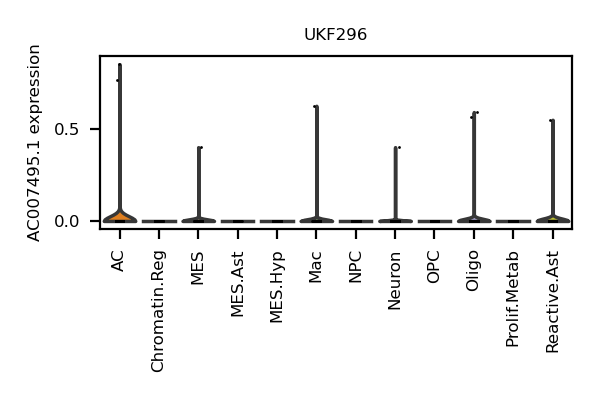 UKF296
AC007495.1 expression
0.5
0.0
AC
Chromatin.Reg
MES
MES.Ast
MES.Hyp
Mac
NPC
Neuron
OPC
Oligo
Prolif.Metab
Reactive.Ast